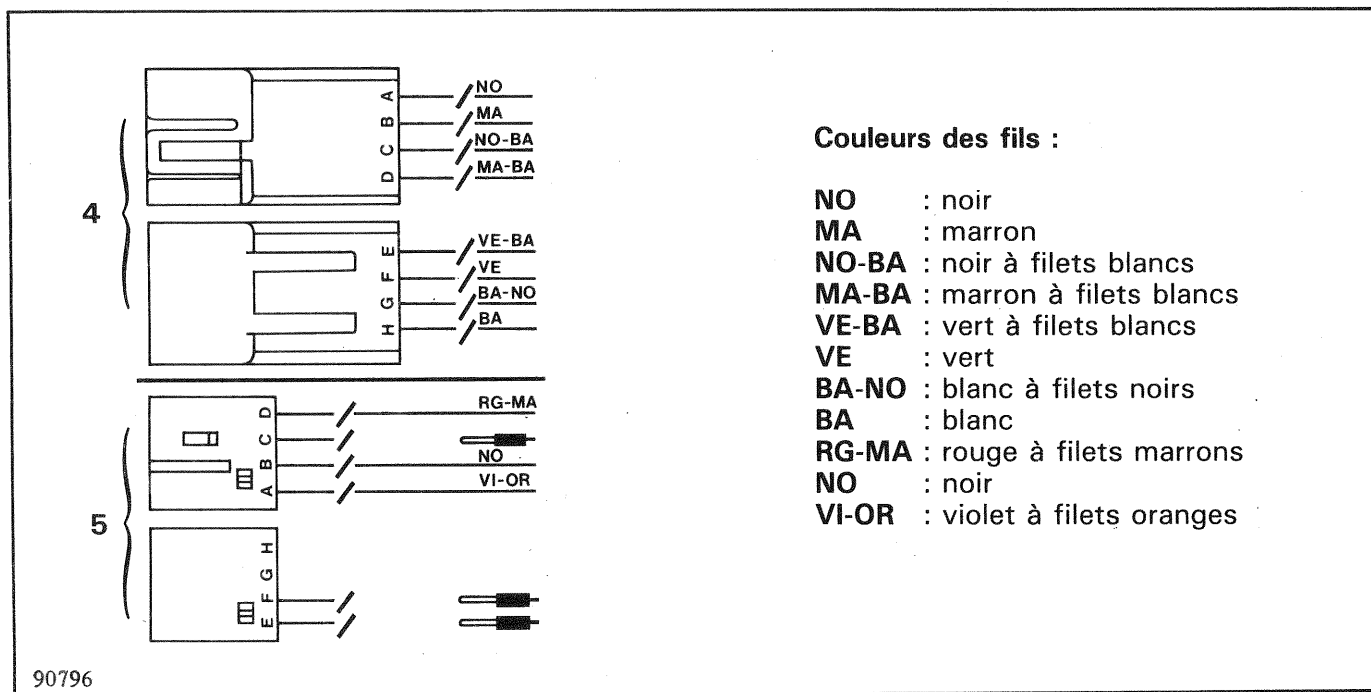 4
A NO
B MA
C NO-BA
D MA-BA
E VE-BA
F VE
G BA-NO
H BA
5
D RG-MA
C
B NO
A VI-OR
H
G
F
E
Couleurs des fils :
NO : noir
MA : marron
NO-BA : noir à filets blancs
MA-BA : marron à filets blancs
VE-BA : vert à filets blancs
VE : vert
BA-NO : blanc à filets noirs
BA : blanc
RG-MA : rouge à filets marrons
NO : noir
VI-OR : violet à filets oranges
90796